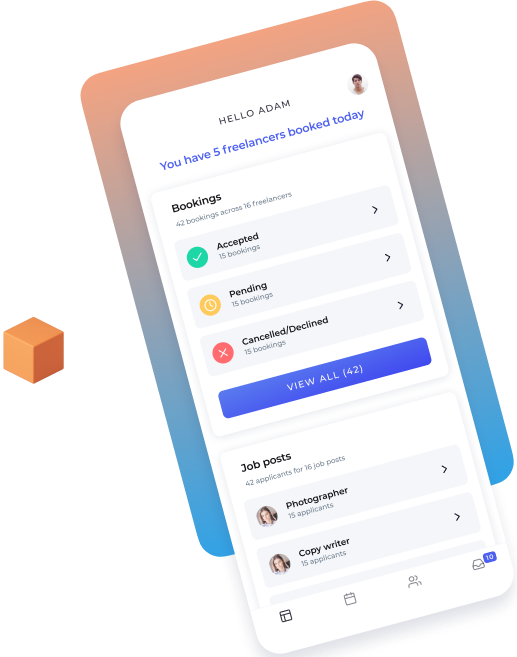 HELLO ADAM
You have 5 freelancers booked today
Bookings
42 bookings across 16 freelancers
Accepted
15 bookings
Pending
15 bookings
Cancelled/Declined
15 bookings
VIEW ALL (42)
Job posts
42 applicants for 16 job posts
Photographer
15 applicants
Copy writer
15 applicants
10